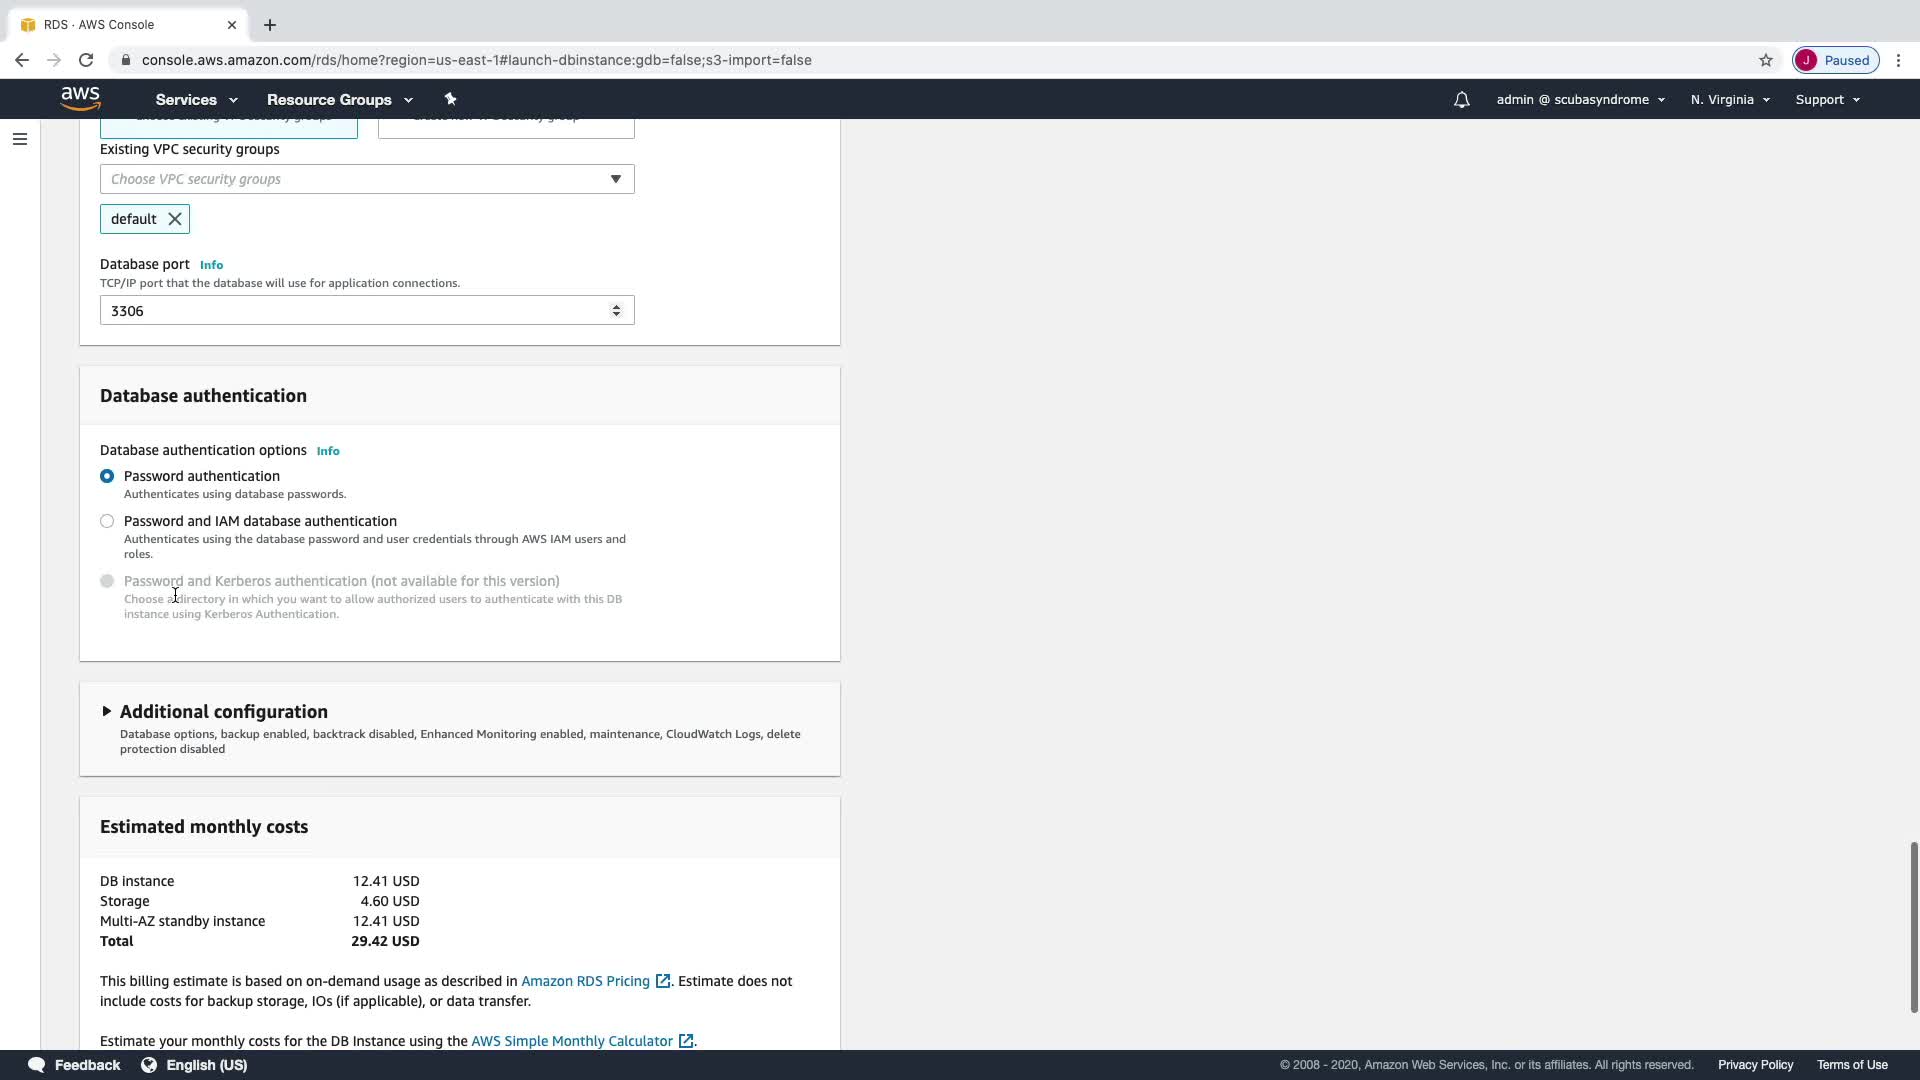 RDS · AWS Console
console.aws.amazon.com/rds/home?region=us-east-1#launch-dbinstance:gdb=false;s3-import=false
J Paused
aws
Services
Resource Groups
admin @ scubasyndrome
N. Virginia
Support
Existing VPC security groups
Choose VPC security groups
default
Database port Info
TCP/IP port that the database will use for application connections.
3306
Database authentication
Database authentication options Info
Password authentication
Authenticates using database passwords.
Password and IAM database authentication
Authenticates using the database password and user credentials through AWS IAM users and
roles.
Password and Kerberos authentication (not available for this version)
Choose a directory in which you want to allow authorized users to authenticate with this DB
instance using Kerberos Authentication.
Additional configuration
Database options, backup enabled, backtrack disabled, Enhanced Monitoring enabled, maintenance, CloudWatch Logs, delete
protection disabled
Estimated monthly costs
DB instance 12.41 USD
Storage 4.60 USD
Multi-AZ standby instance 12.41 USD
Total 29.42 USD
This billing estimate is based on on-demand usage as described in Amazon RDS Pricing . Estimate does not
include costs for backup storage, IOs (if applicable), or data transfer.
Estimate your monthly costs for the DB Instance using the AWS Simple Monthly Calculator .
Feedback
English (US)
© 2008 - 2020, Amazon Web Services, Inc. or its affiliates. All rights reserved.
Privacy Policy
Terms of Use